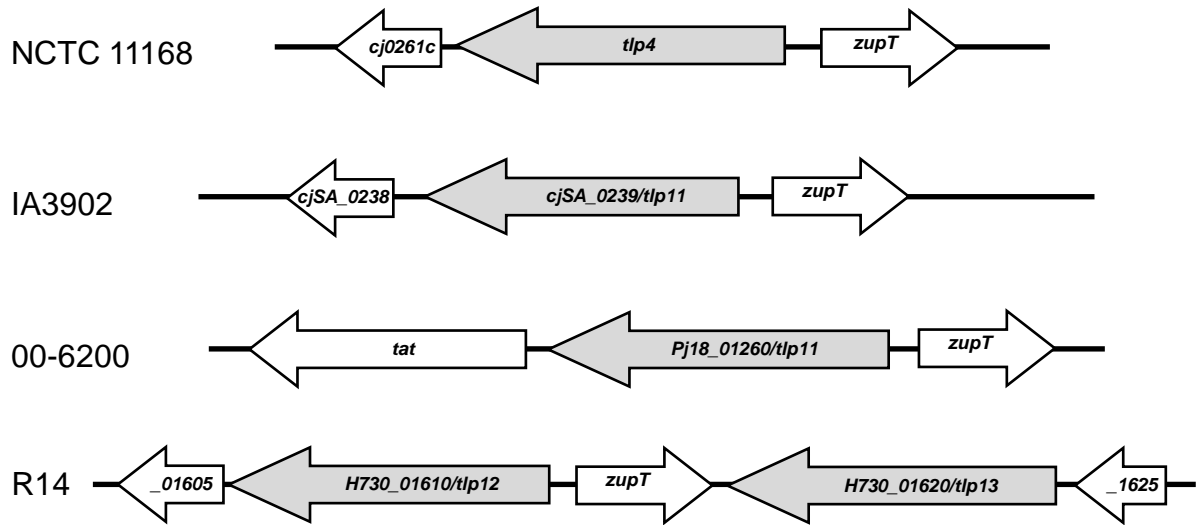 NCTC 11168
cj0261c
tlp4
zupT
IA3902
cjSA_0238
cjSA_0239/tlp11
zupT
00-6200
tat
Pj18_01260/tlp11
zupT
R14
_01605
H730_01610/tlp12
zupT
H730_01620/tlp13
_1625